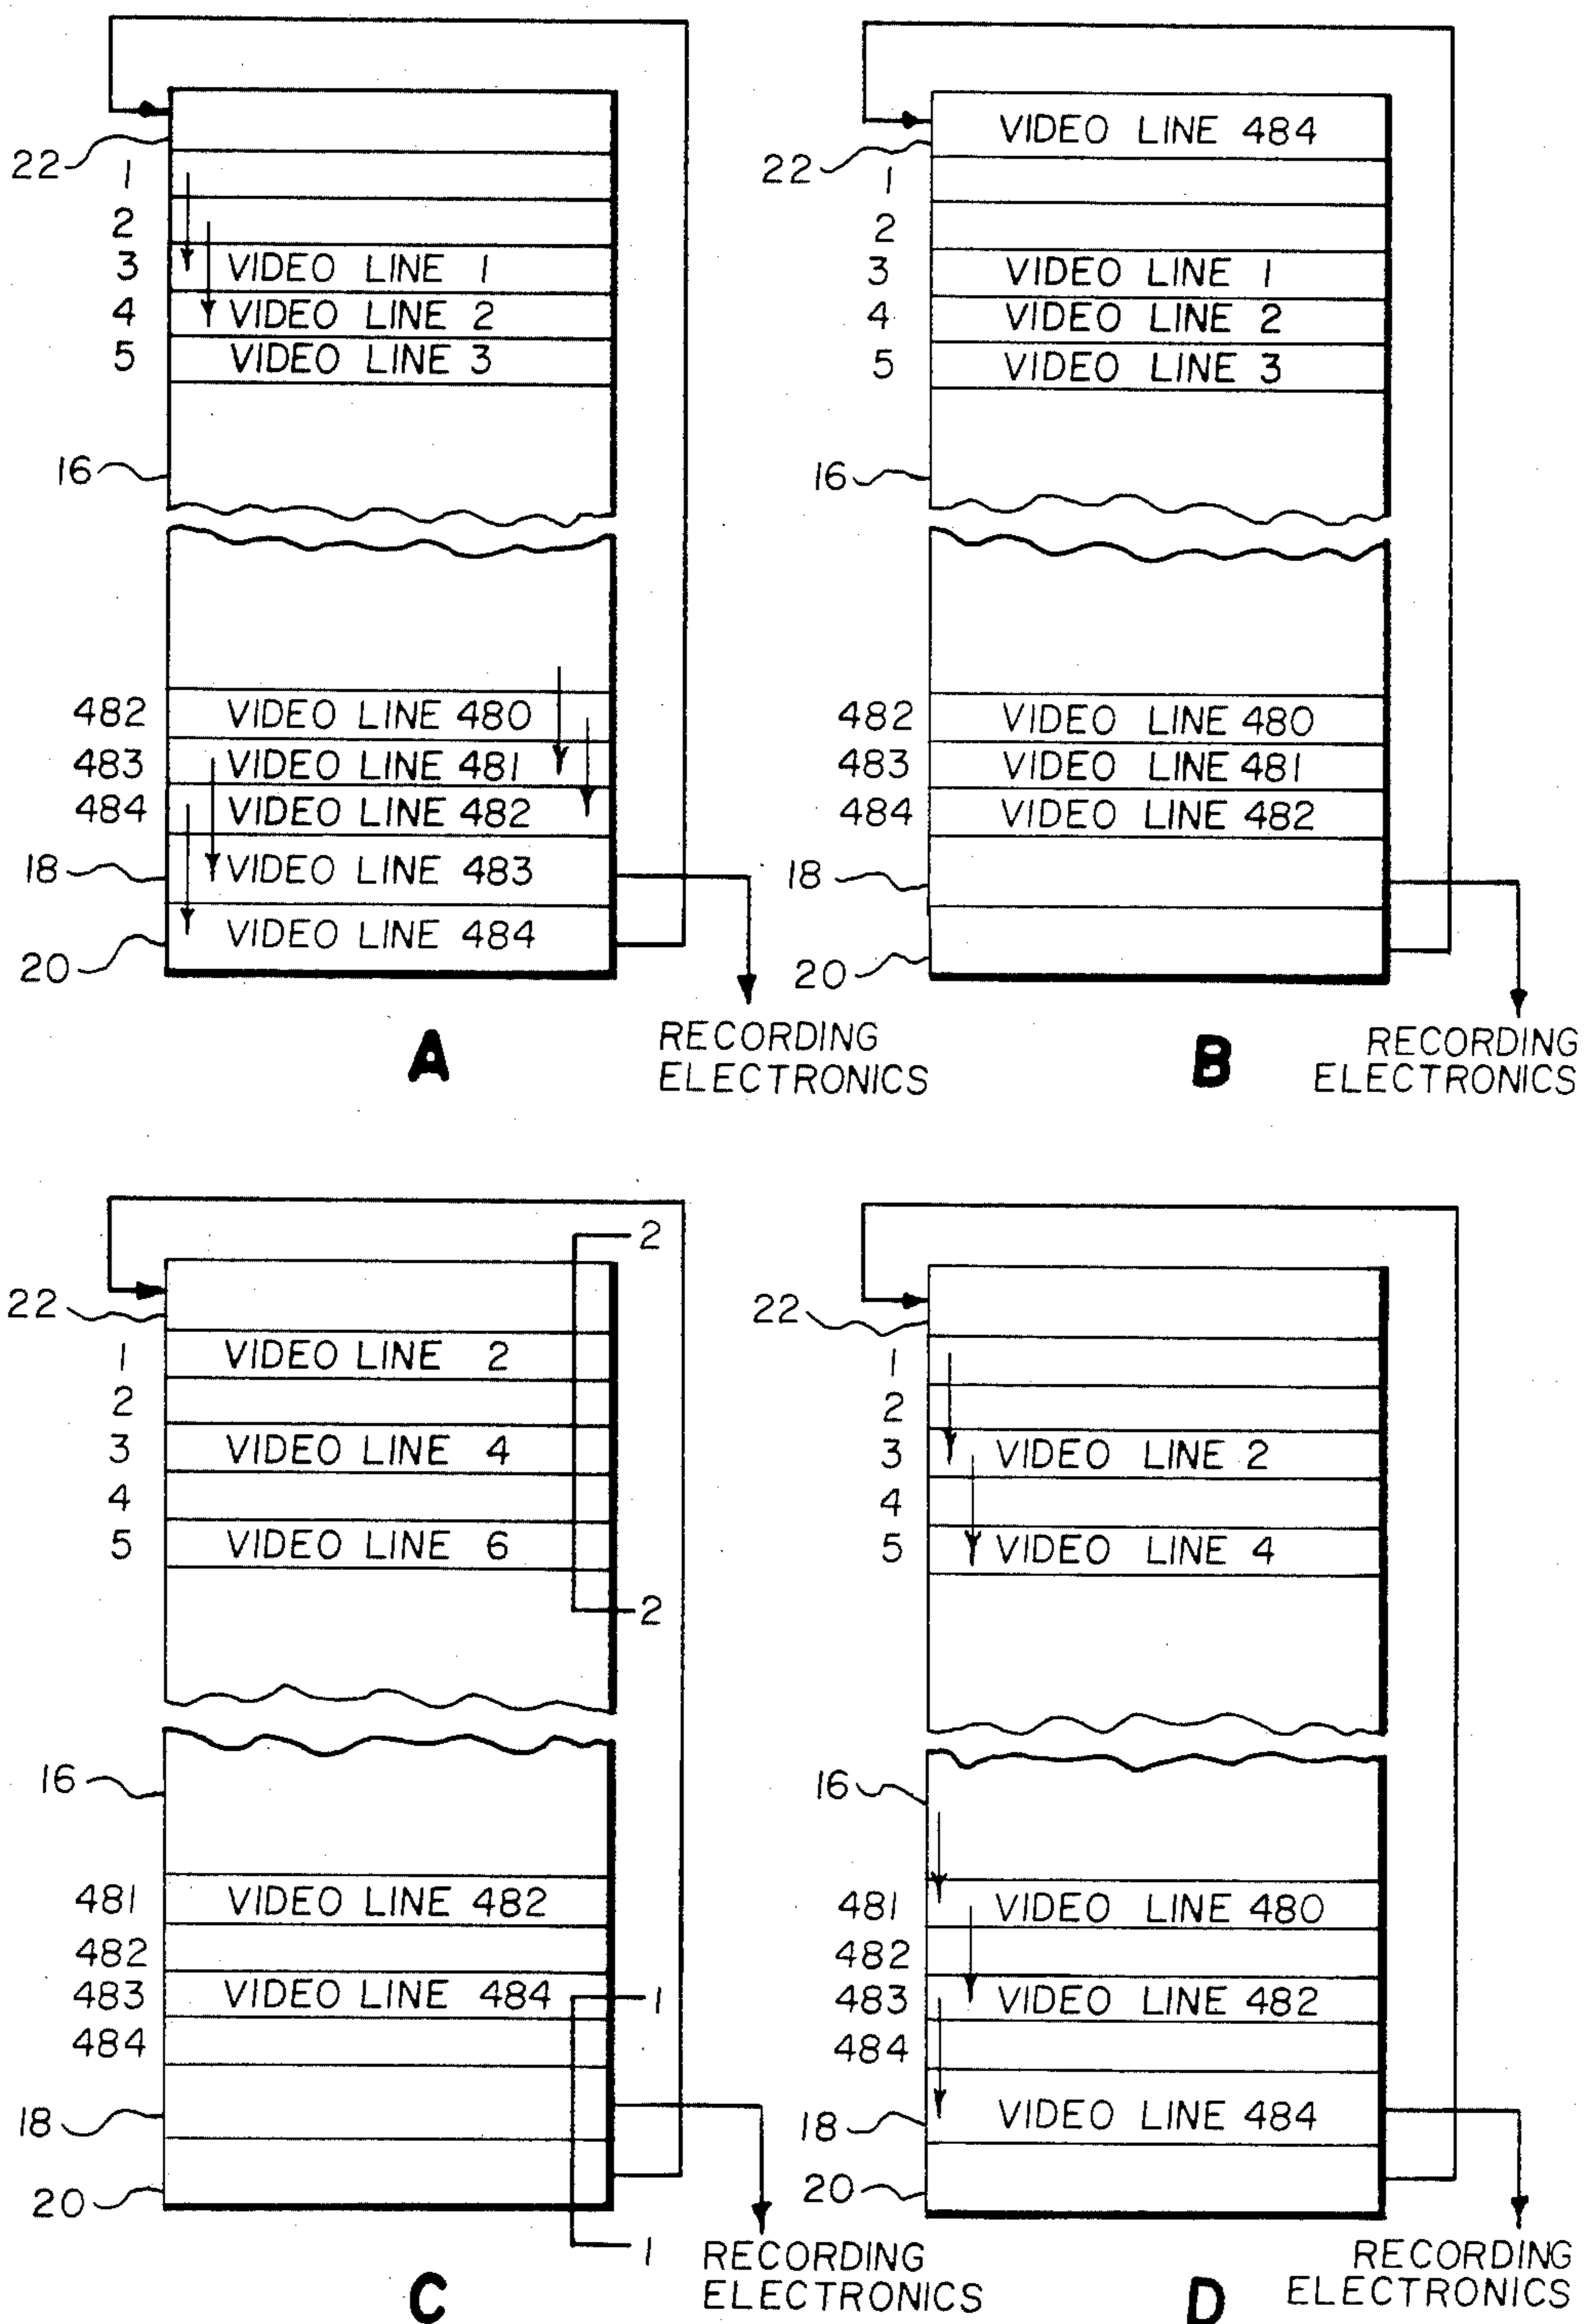 22
1
2
3 VIDEO LINE 1
4 VIDEO LINE 2
5 VIDEO LINE 3
16
482 VIDEO LINE 480
483 VIDEO LINE 481
484 VIDEO LINE 482
18 VIDEO LINE 483
20 VIDEO LINE 484
RECORDING
ELECTRONICS
A
VIDEO LINE 484
22
1
2
3 VIDEO LINE 1
4 VIDEO LINE 2
5 VIDEO LINE 3
16
482 VIDEO LINE 480
483 VIDEO LINE 481
484 VIDEO LINE 482
18
20
RECORDING
ELECTRONICS
B
2
22
1 VIDEO LINE 2
2
3 VIDEO LINE 4
4
5 VIDEO LINE 6
2
16
481 VIDEO LINE 482
482
483 VIDEO LINE 484 1
484
18
20
1
RECORDING
ELECTRONICS
C
22
1
2
3 VIDEO LINE 2
4
5 VIDEO LINE 4
16
481 VIDEO LINE 480
482
483 VIDEO LINE 482
484
18 VIDEO LINE 484
20
RECORDING
ELECTRONICS
D